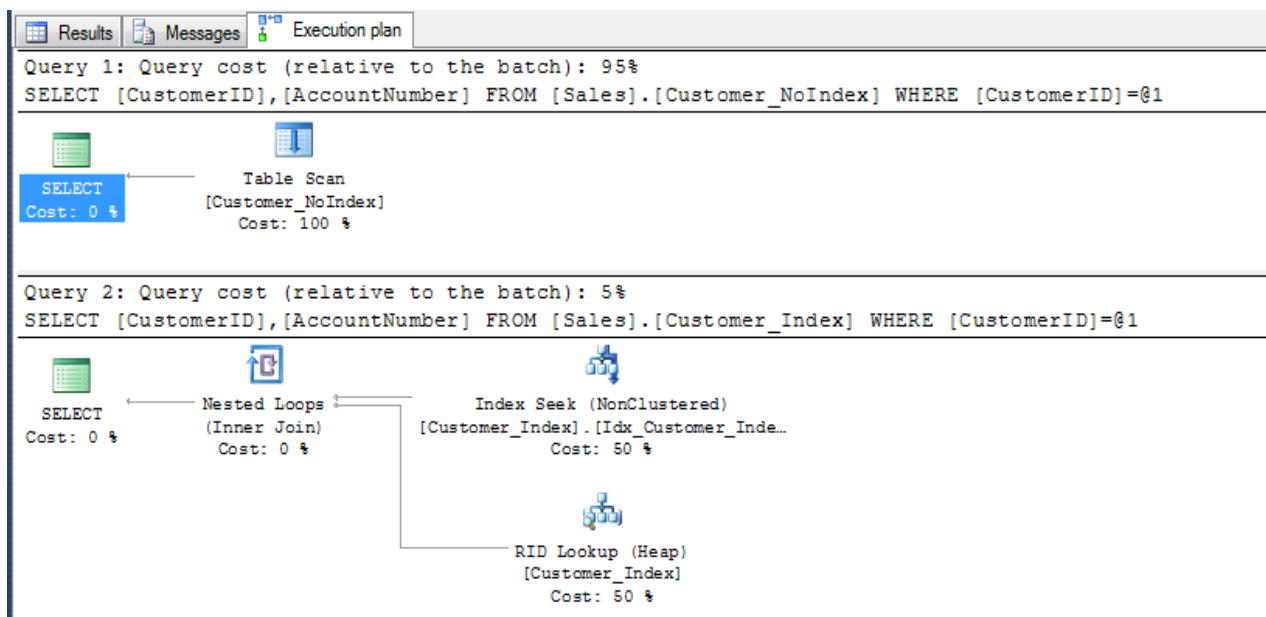 Results Messages Execution plan
Query 1: Query cost (relative to the batch): 95%
SELECT [CustomerID],[AccountNumber] FROM [Sales].[Customer_NoIndex] WHERE [CustomerID]=@1
SELECT
Cost: 0 %
Table Scan
[Customer_NoIndex]
Cost: 100 %
Query 2: Query cost (relative to the batch): 5%
SELECT [CustomerID],[AccountNumber] FROM [Sales].[Customer_Index] WHERE [CustomerID]=@1
SELECT
Cost: 0 %
Nested Loops
(Inner Join)
Cost: 0 %
Index Seek (NonClustered)
[Customer_Index].[Idx_Customer_Inde…
Cost: 50 %
RID Lookup (Heap)
[Customer_Index]
Cost: 50 %